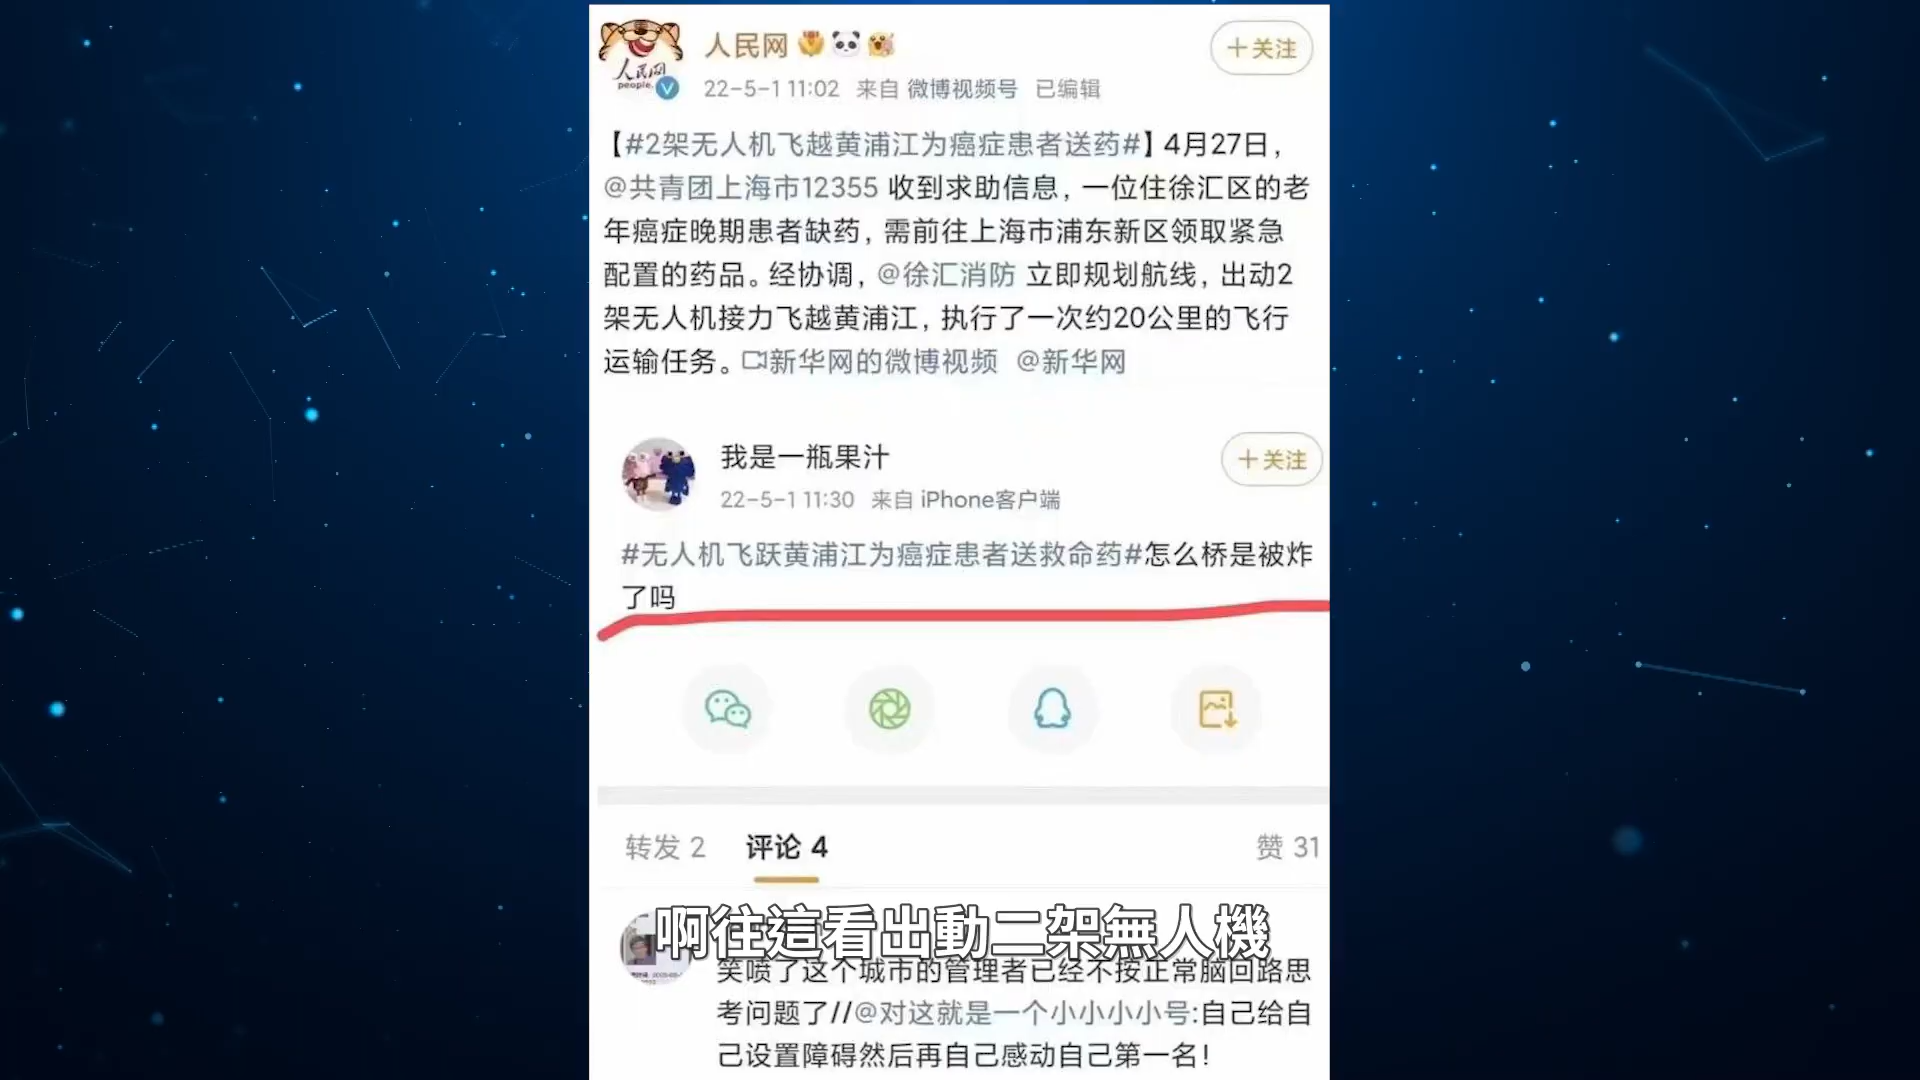 人民网
people.
22-5-1 11:02 来自 微博视频号 已编辑
+关注
【#2架无人机飞越黄浦江为癌症患者送药#】4月27日，
@共青团上海市12355 收到求助信息，一位住徐汇区的老
年癌症晚期患者缺药，需前往上海市浦东新区领取紧急
配置的药品。经协调，@徐汇消防 立即规划航线，出动2
架无人机接力飞越黄浦江，执行了一次约20公里的飞行
运输任务。新华网的微博视频 @新华网
我是一瓶果汁
+关注
22-5-1 11:30 来自 iPhone客户端
#无人机飞跃黄浦江为癌症患者送救命药#怎么桥是被炸
了吗
转发 2 评论 4 赞 31
啊往這看出動二架無人機
笑喷了这个城市的管理者已经不按正常脑回路思
考问题了//@对这就是一个小小小小号:自己给自
己设置障碍然后再自己感动自己第一名！